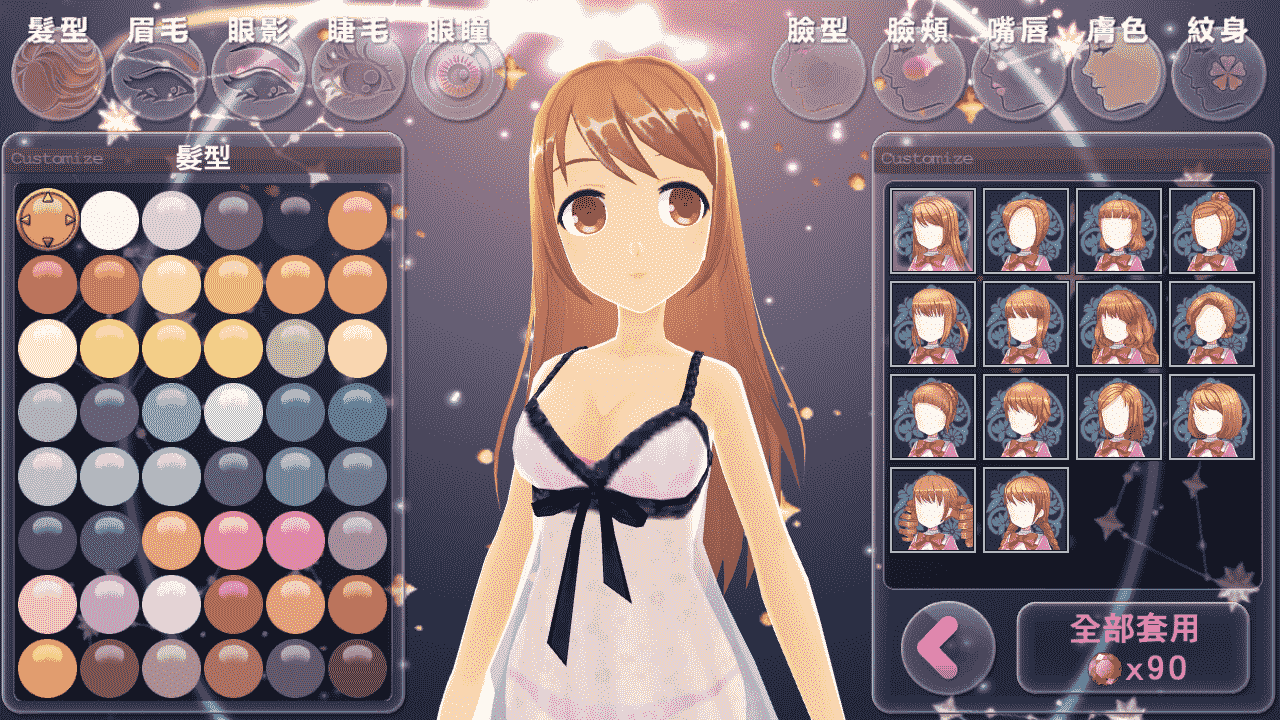 髮型 眉毛 眼影 睫毛 眼瞳 臉型 臉頰 嘴唇 膚色 紋身
Customize 髮型
Customize
全部套用
x90